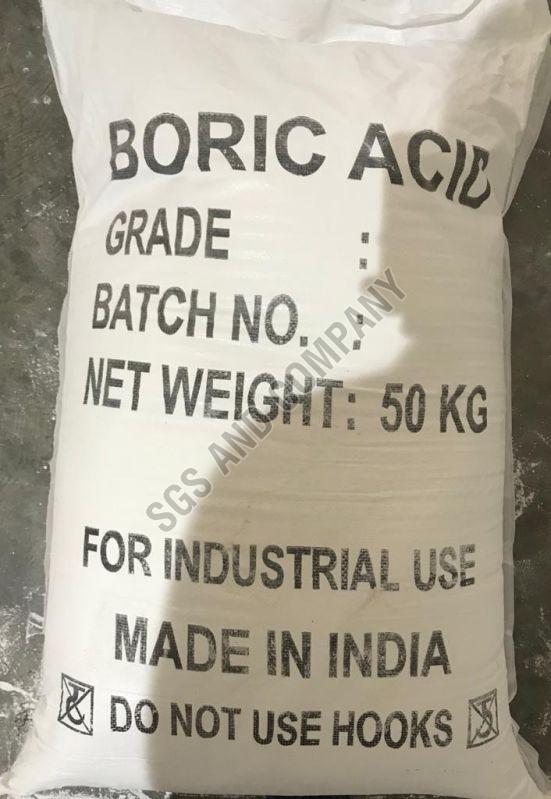 BORIC ACID
GRADE :
BATCH NO. :
NET WEIGHT: 50 KG
SGS AND COMPANY
FOR INDUSTRIAL USE
MADE IN INDIA
DO NOT USE HOOKS